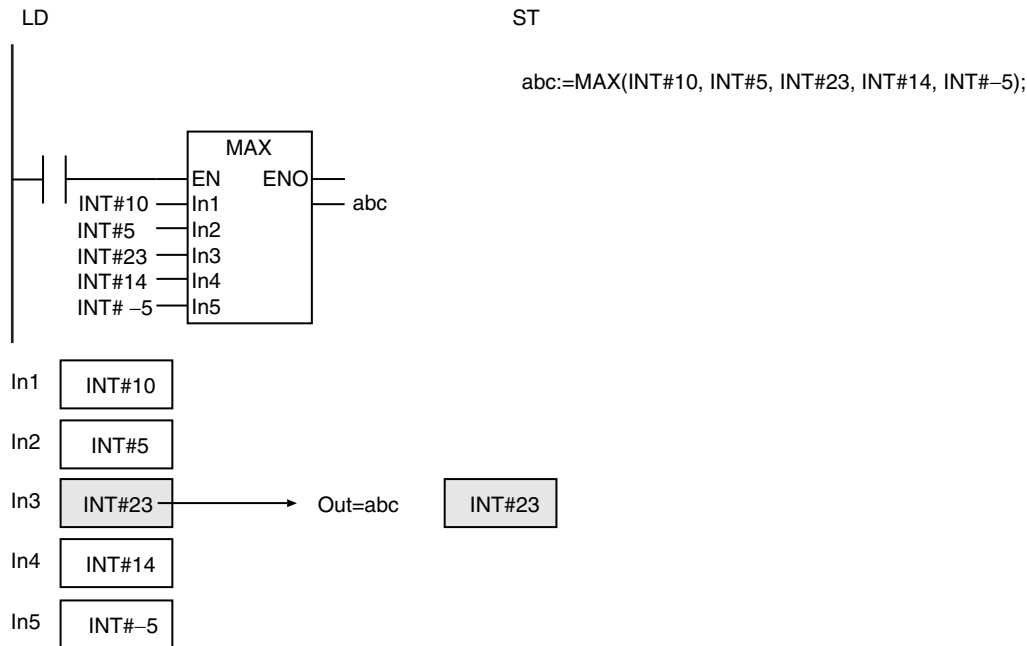 LD
ST
abc:=MAX(INT#10, INT#5, INT#23, INT#14, INT#–5);
MAX
EN ENO
INT#10 In1 abc
INT#5 In2
INT#23 In3
INT#14 In4
INT# –5 In5
In1 INT#10
In2 INT#5
In3 INT#23 Out=abc INT#23
In4 INT#14
In5 INT#–5